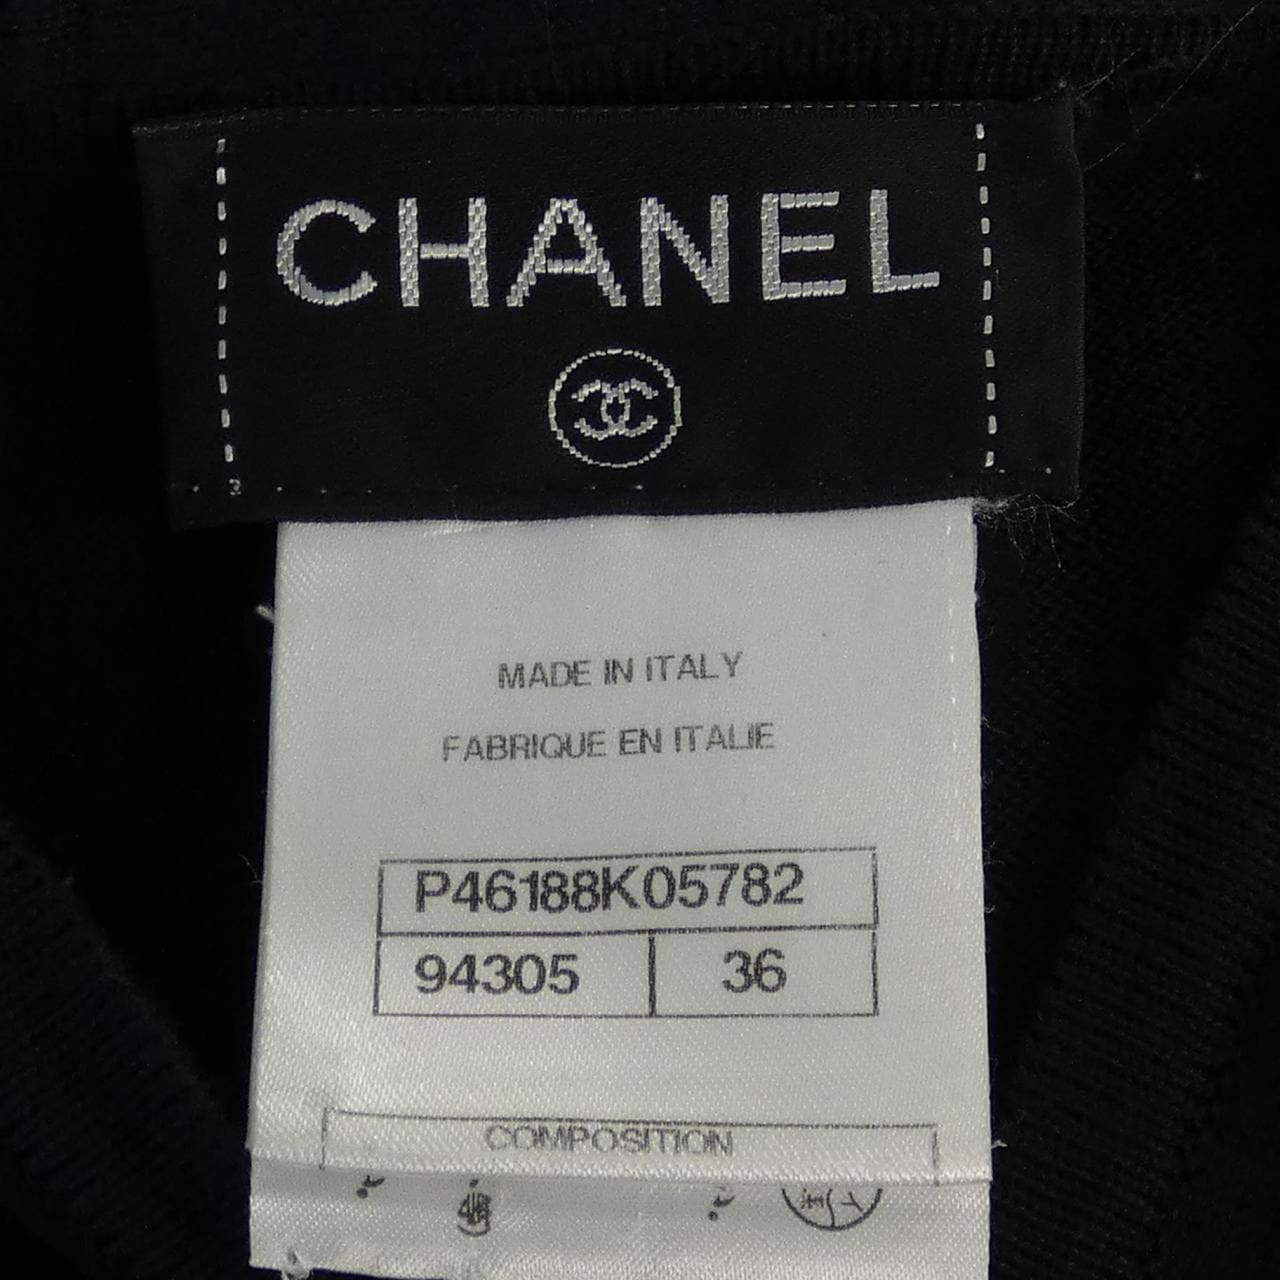 CHANEL
MADE IN ITALY
FABRIQUE EN ITALIE
P46188K05782
94305 36
COMPOSITION